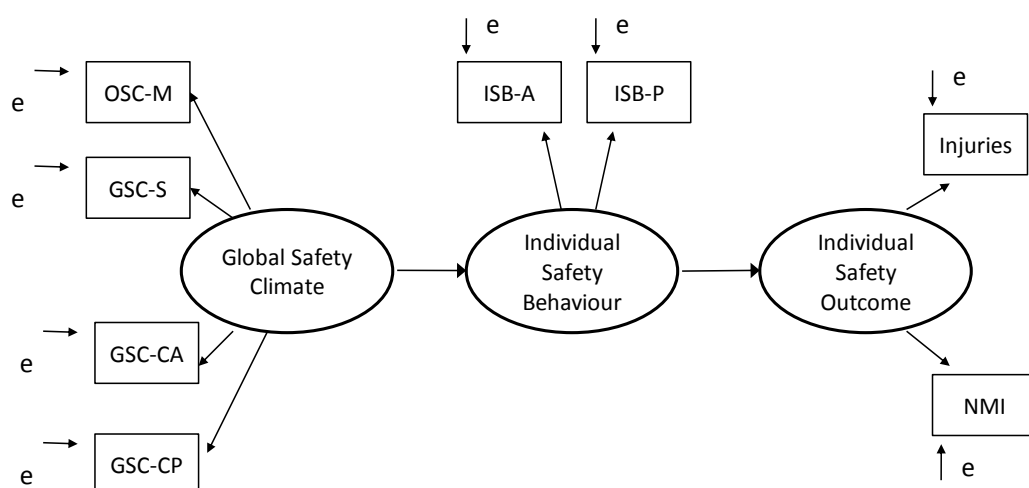 e
e
e
OSC-M
ISB-A
ISB-P
e
e
Injuries
GSC-S
e
Global Safety
Climate
Individual
Safety
Behaviour
Individual
Safety
Outcome
GSC-CA
e
NMI
GSC-CP
e
e